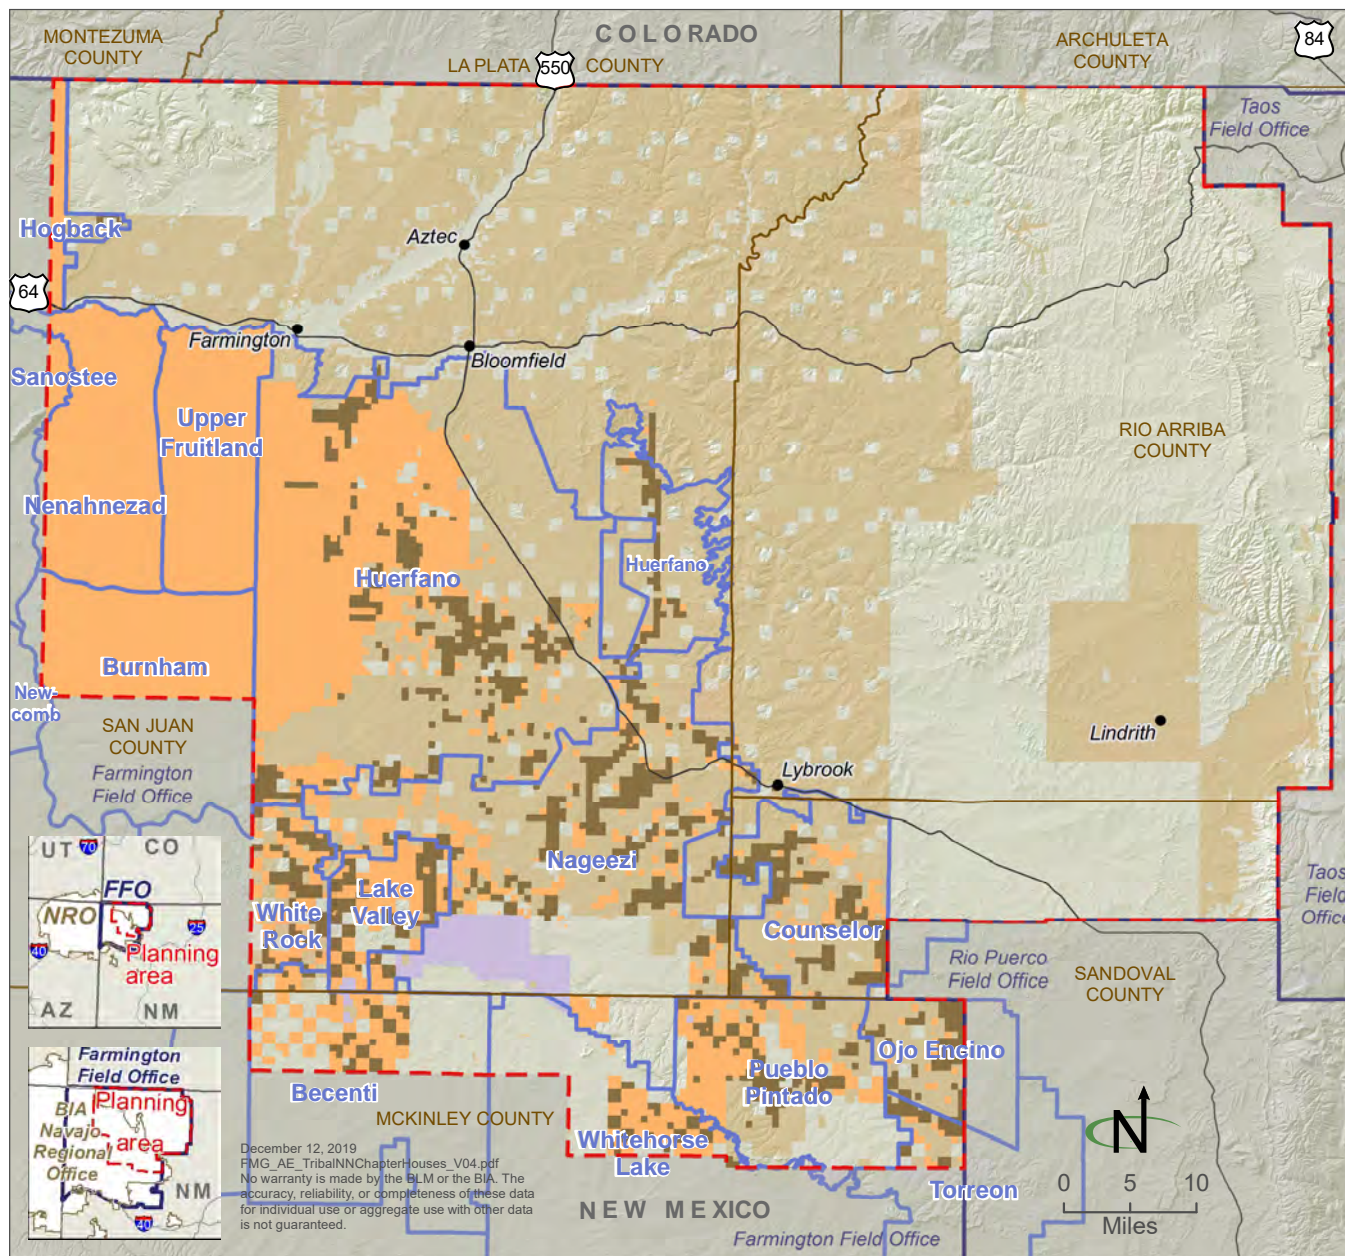 COLORADO
MONTEZUMA
COUNTY
LA PLATA
550
COUNTY
ARCHULETA
COUNTY
84
Taos
Field Office
Hogback
Aztec
64
Farmington
Bloomfield
Sanostee
Upper
Fruitland
RIO ARRIBA
COUNTY
Nenahnezad
Huerfano
Huerfano
Burnham
New-
comb
SAN JUAN
COUNTY
Farmington
Field Office
Lindrith
Lybrook
UT
70
CO
FFO
NRO
25
40
Planning
area
AZ
NM
Nageezi
Lake
Valley
White
Rock
Counselor
Taos
Field
Office
Rio Puerco
Field Office
SANDOVAL
COUNTY
Ojo Encino
Pueblo
Pintado
Becenti
MCKINLEY COUNTY
Whitehorse
Lake
Torreon
Farmington
Field Office
Planning
area
BIA
Navajo
Regional
Office
NM
40
December 12, 2019
FMG_AE_TribalNNChapterHouses_V04.pdf
No warranty is made by the BLM or the BIA. The
accuracy, reliability, or completeness of these data
for individual use or aggregate use with other data
is not guaranteed.
NEW MEXICO
Farmington Field Office
N
0 5 10
Miles